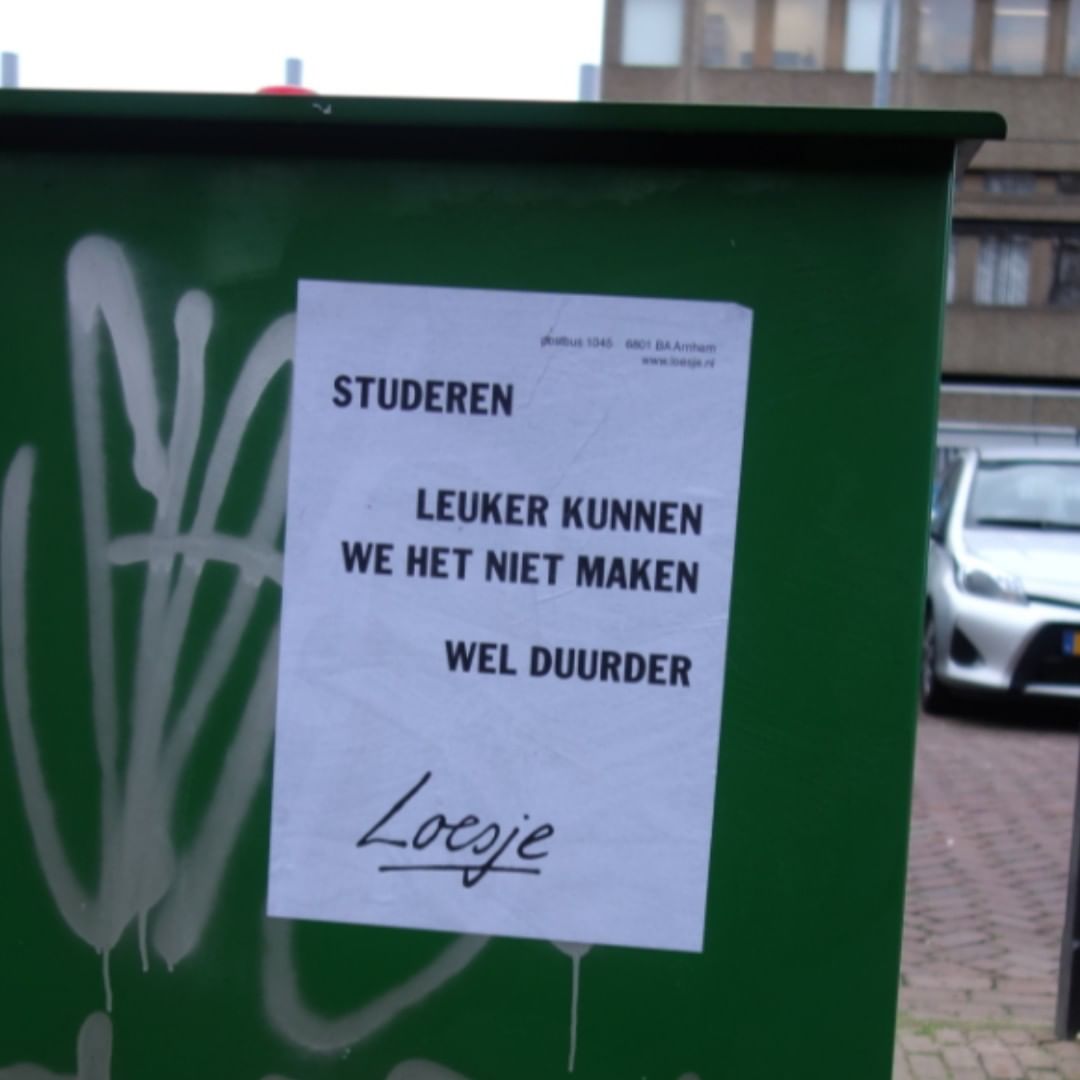 postbus 1045 6801 BA Arnhem
www.loesje.nl
STUDEREN
LEUKER KUNNEN
WE HET NIET MAKEN
WEL DUURDER
Loesje